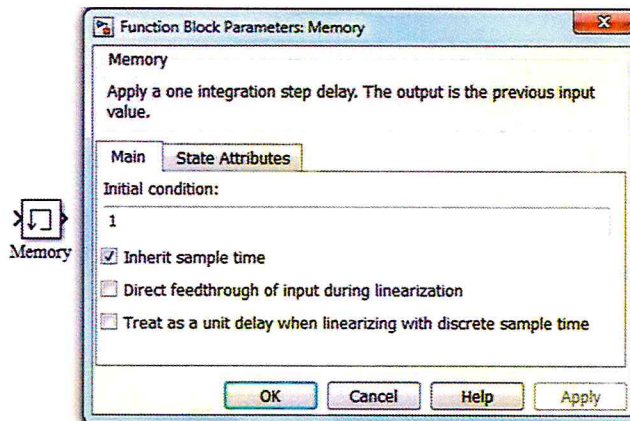 Function Block Parameters: Memory
Memory
Apply a one integration step delay. The output is the previous input
value.
Main State Attributes
Initial condition:
1
Inherit sample time
Direct feedthrough of input during linearization
Treat as a unit delay when linearizing with discrete sample time
OK Cancel Help Apply
Memory